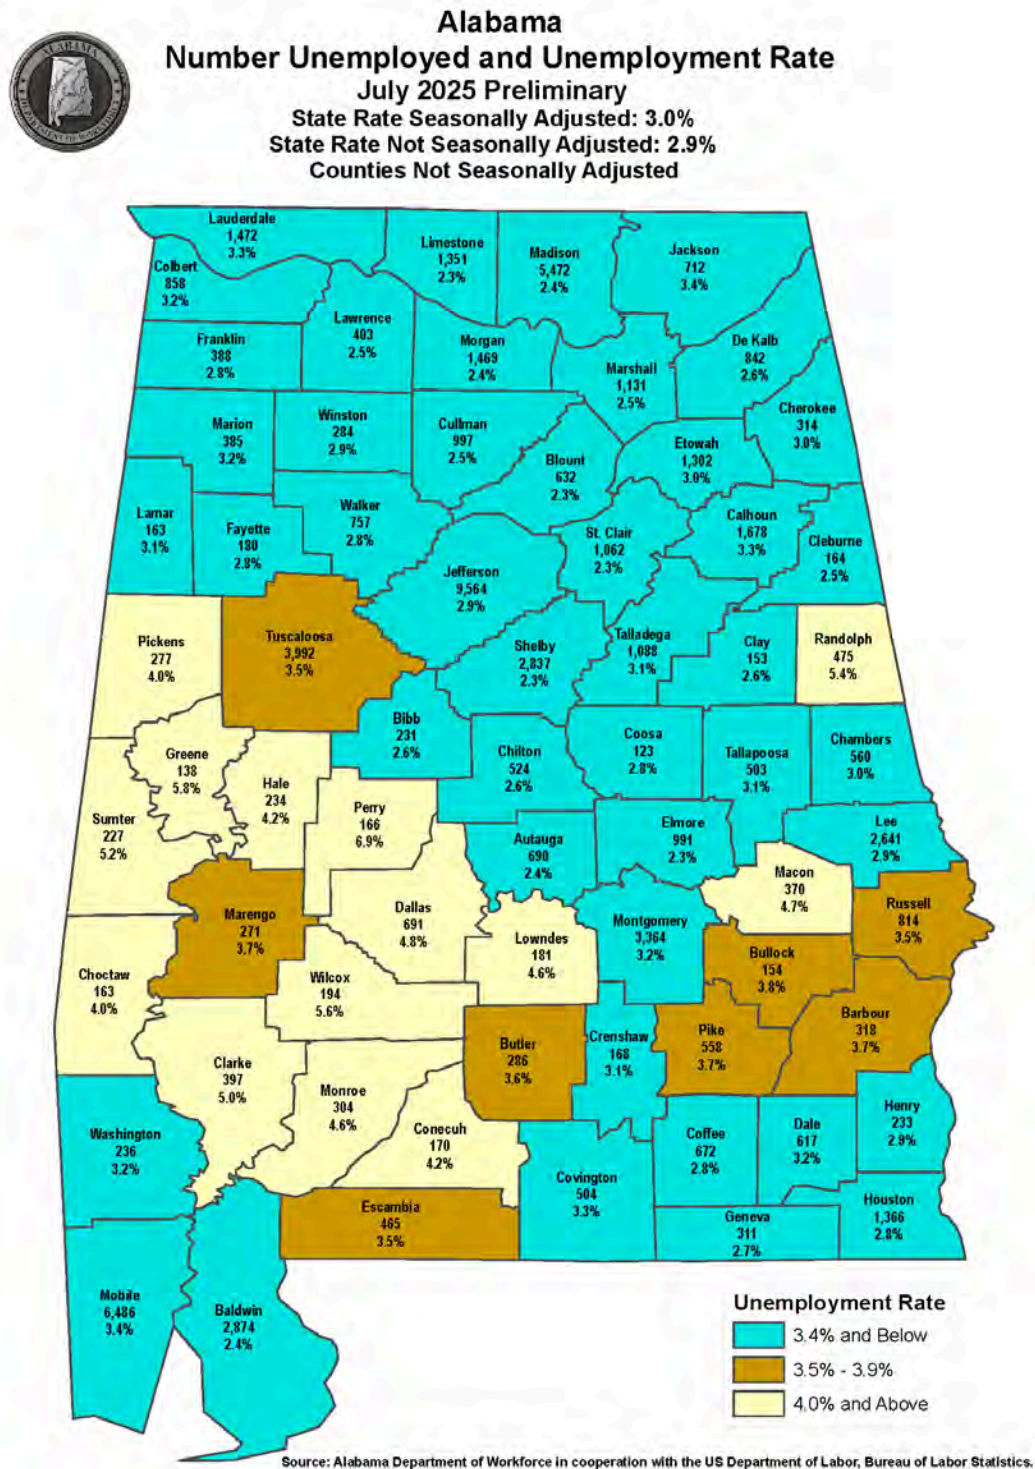 Alabama
Number Unemployed and Unemployment Rate
July 2025 Preliminary
State Rate Seasonally Adjusted: 3.0%
State Rate Not Seasonally Adjusted: 2.9%
Counties Not Seasonally Adjusted
ALABAMA
Lauderdale
1,472
3.3%
Limestone
1,351
2.3%
Madison
5,472
2.4%
Jackson
712
3.4%
Colbert
858
3.2%
Franklin
388
2.8%
Lawrence
403
2.5%
Morgan
1,469
2.4%
Marshall
1,131
2.5%
De Kalb
842
2.6%
Cherokee
314
3.0%
Marion
385
3.2%
Winston
284
2.9%
Cullman
997
2.5%
Blount
632
2.3%
Etowah
1,302
3.0%
Lamar
163
3.1%
Fayette
180
2.8%
Walker
757
2.8%
Jefferson
9,564
2.9%
St. Clair
1,062
2.3%
Calhoun
1,678
3.3%
Cleburne
164
2.5%
Pickens
277
4.0%
Tuscaloosa
3,992
3.5%
Shelby
2,837
2.3%
Talladega
1,088
3.1%
Clay
153
2.6%
Randolph
475
5.4%
Greene
138
5.8%
Hale
234
4.2%
Bibb
231
2.6%
Chilton
524
2.6%
Coosa
123
2.8%
Tallapoosa
503
3.1%
Chambers
560
3.0%
Sumter
227
5.2%
Perry
166
6.9%
Autauga
690
2.4%
Elmore
991
2.3%
Lee
2,641
2.9%
Macon
370
4.7%
Russell
814
3.5%
Marengo
271
3.7%
Dallas
691
4.8%
Lowndes
181
4.6%
Montgomery
3,364
3.2%
Bullock
154
3.8%
Choctaw
163
4.0%
Wilcox
194
5.6%
Butler
286
3.6%
Crenshaw
168
3.1%
Pike
558
3.7%
Barbour
318
3.7%
Clarke
397
5.0%
Monroe
304
4.6%
Conecuh
170
4.2%
Washington
236
3.2%
Coffee
672
2.8%
Dale
617
3.2%
Henry
233
2.9%
Escambia
465
3.5%
Covington
504
3.3%
Geneva
311
2.7%
Houston
1,366
2.8%
Mobile
6,486
3.4%
Baldwin
2,874
2.4%
Unemployment Rate
3.4% and Below
3.5% - 3.9%
4.0% and Above
Source: Alabama Department of Workforce in cooperation with the US Department of Labor, Bureau of Labor Statistics.